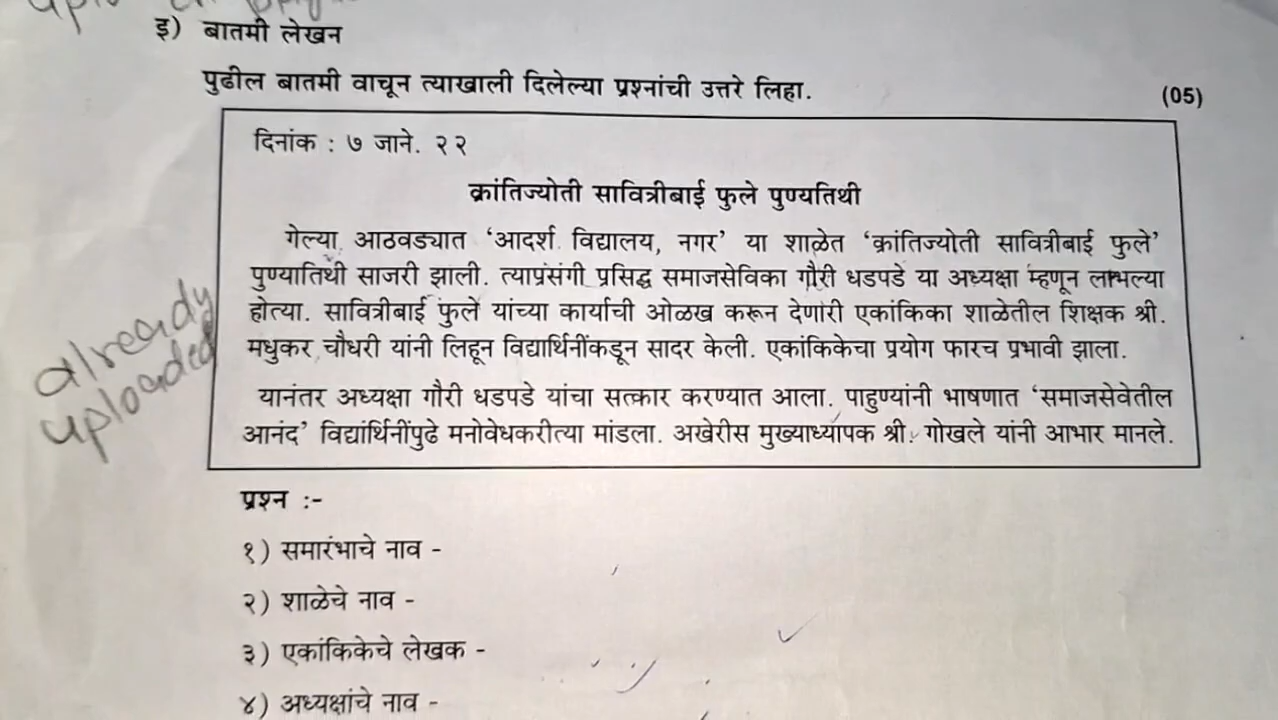 इ) बातमी लेखन
पुढील बातमी वाचून त्याखाली दिलेल्या प्रश्नांची उत्तरे लिहा. (05)
दिनांक : ७ जाने. २२
क्रांतिज्योती सावित्रीबाई फुले पुण्यतिथी
गेल्या आठवड्यात ‘आदर्श विद्यालय, नगर’ या शाळेत ‘क्रांतिज्योती सावित्रीबाई फुले’
पुण्यातिथी साजरी झाली. त्याप्रसंगी प्रसिद्ध समाजसेविका गौरी धडपडे या अध्यक्षा म्हणून लाभल्या
होत्या. सावित्रीबाई फुले यांच्या कार्याची ओळख करून देणारी एकांकिका शाळेतील शिक्षक श्री.
मधुकर चौधरी यांनी लिहून विद्यार्थिनींकडून सादर केली. एकांकिकेचा प्रयोग फारच प्रभावी झाला.
यानंतर अध्यक्षा गौरी धडपडे यांचा सत्कार करण्यात आला. पाहुण्यांनी भाषणात ‘समाजसेवेतील
आनंद’ विद्यार्थिनींपुढे मनोवेधकरीत्या मांडला. अखेरीस मुख्याध्यापक श्री. गोखले यांनी आभार मानले.
already
uploaded
प्रश्न :-
१) समारंभाचे नाव -
२) शाळेचे नाव -
३) एकांकिकेचे लेखक -
४) अध्यक्षांचे नाव -